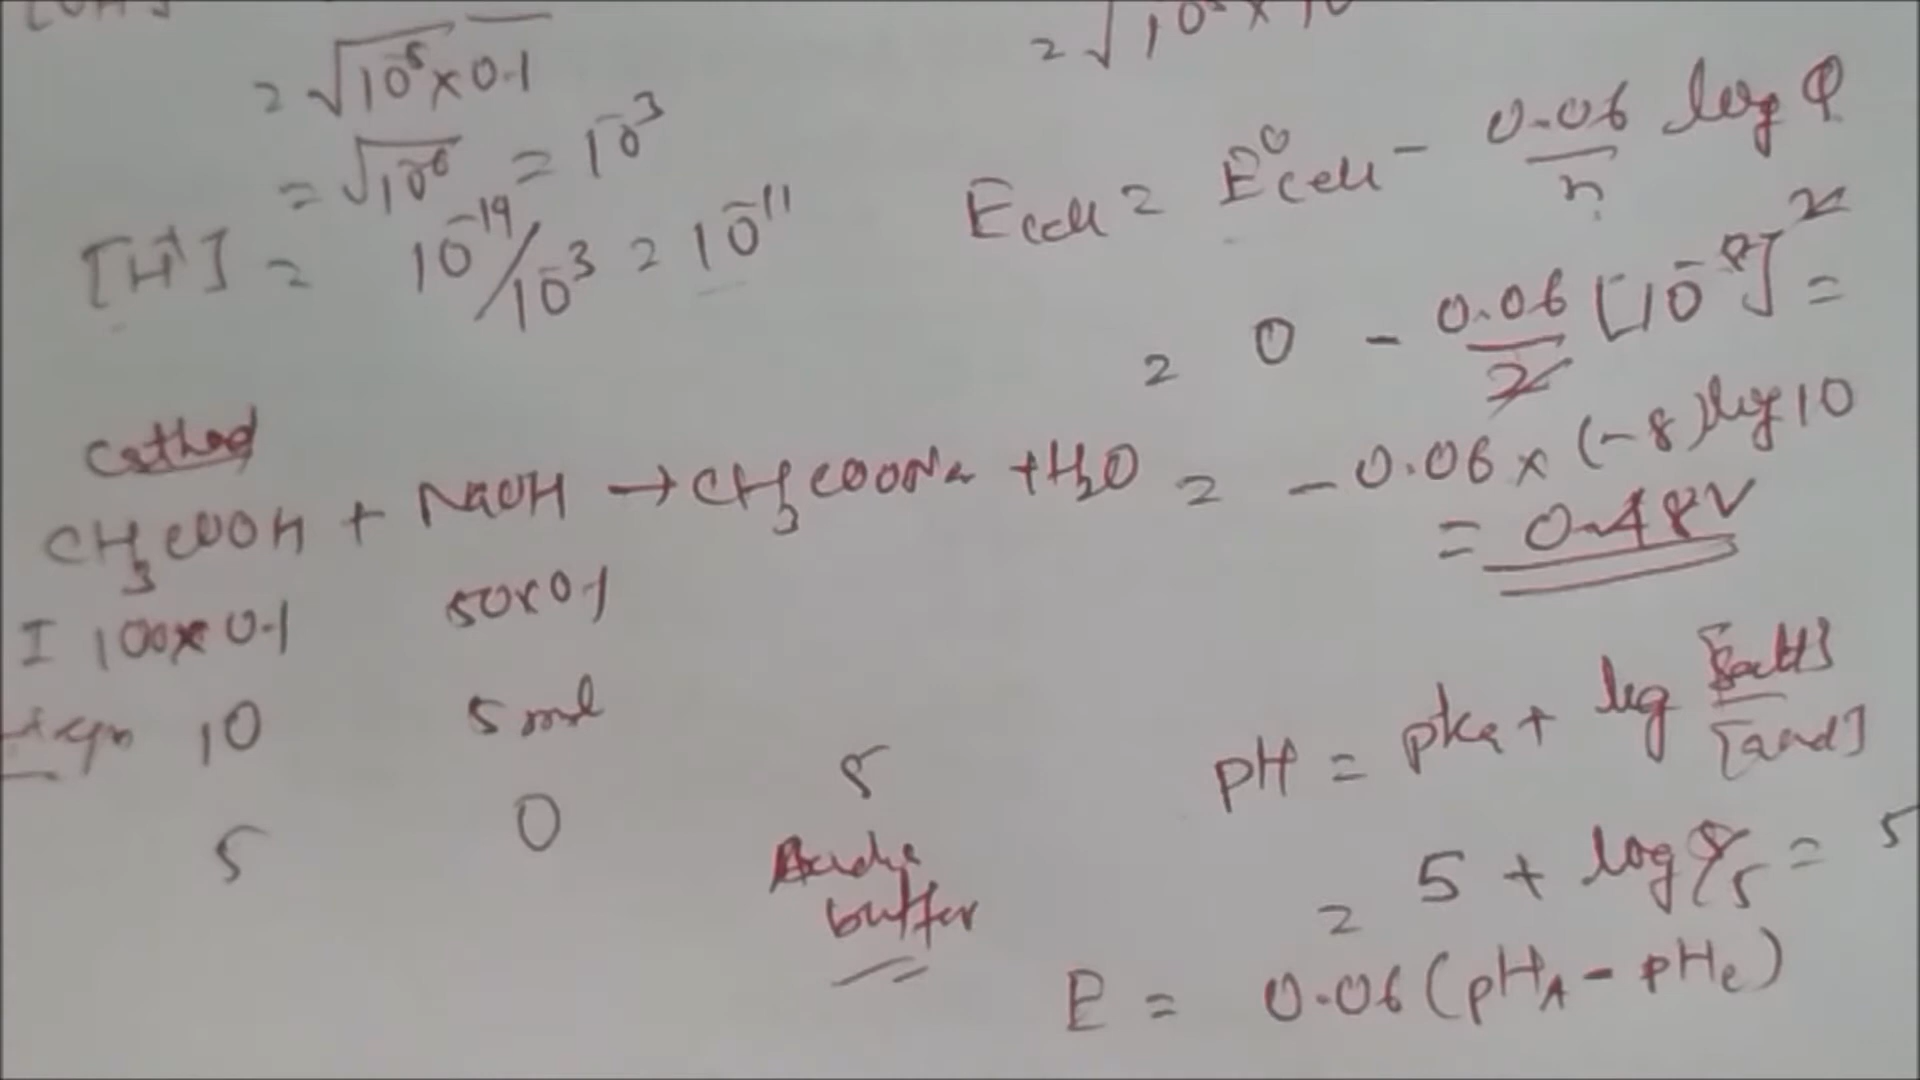 [OH]
= √10⁻⁵×0.1
= √10⁻⁶ = 10⁻³
[H⁺] = 10⁻¹⁴/10⁻³ = 10⁻¹¹
Ecell = E⁰cell - 0.06/n log Q
= 0 - 0.06/2 [10⁻⁸]² =
= -0.06 × (-8) log 10
= 0.48V
Cathod
CH₃COOH + NaOH → CH₃COONa + H₂O
I 100×0.1 50×0.1
10 5 ml
5 0 5
Acidic
buffer
pH = pKa + log [Salt]/[acid]
= 5 + log 5/5 = 5
E = 0.06 (pHA - pHc)